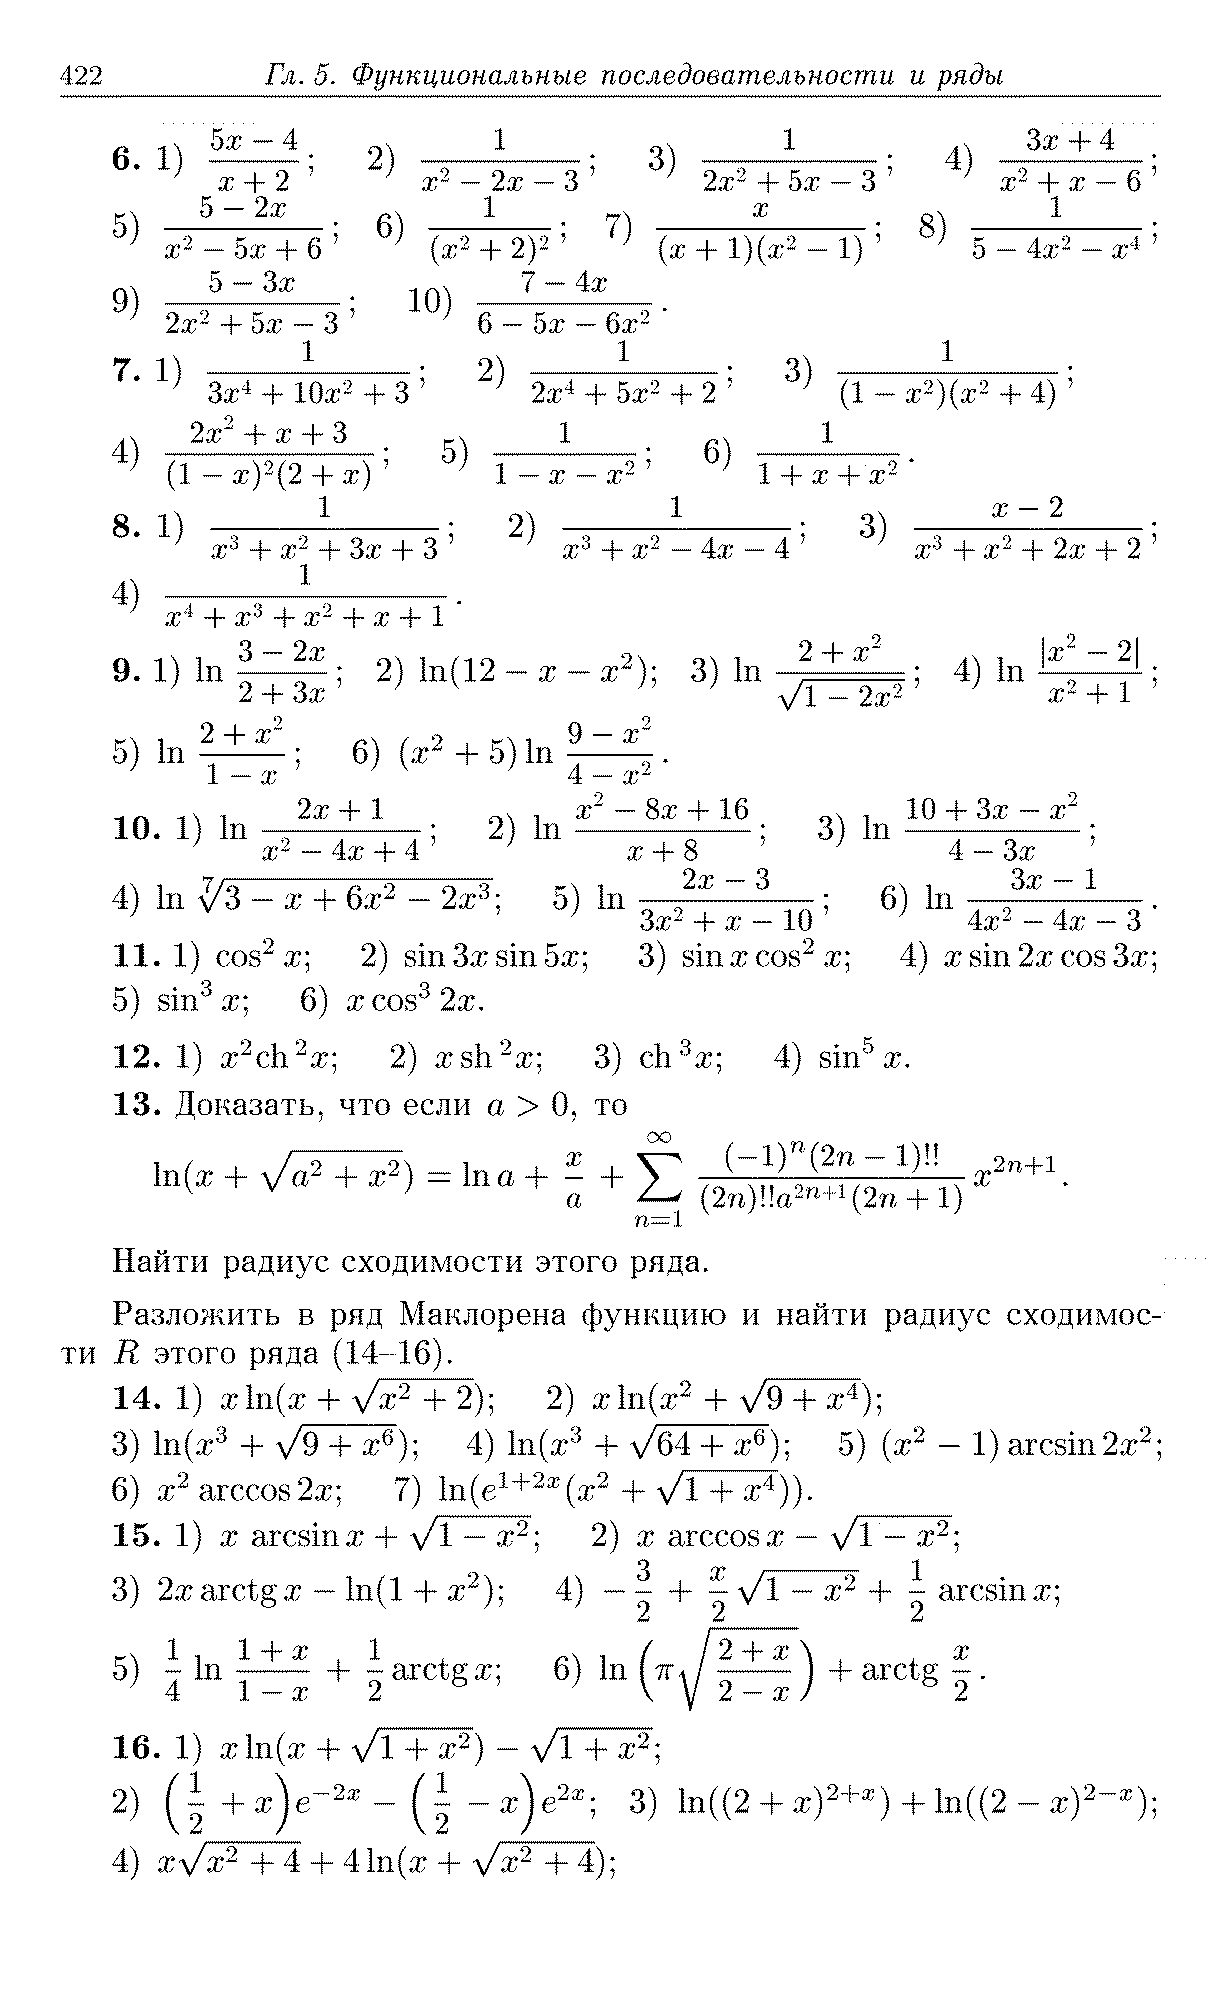 422 Гл. 5. Функциональные последовательности и ряды
6. 1) \frac{5x-4}{x+2}; 2) \frac{1}{x^2-2x-3}; 3) \frac{1}{2x^2+5x-3}; 4) \frac{3x+4}{x^2+x-6};
5) \frac{5-2x}{x^2-5x+6}; 6) \frac{1}{(x^2+2)^2}; 7) \frac{x}{(x+1)(x^2-1)}; 8) \frac{1}{5-4x^2-x^4};
9) \frac{5-3x}{2x^2+5x-3}; 10) \frac{7-4x}{6-5x-6x^2}.
7. 1) \frac{1}{3x^4+10x^2+3}; 2) \frac{1}{2x^4+5x^2+2}; 3) \frac{1}{(1-x^2)(x^2+4)};
4) \frac{2x^2+x+3}{(1-x)^2(2+x)}; 5) \frac{1}{1-x-x^2}; 6) \frac{1}{1+x+x^2}.
8. 1) \frac{1}{x^3+x^2+3x+3}; 2) \frac{1}{x^3+x^2-4x-4}; 3) \frac{x-2}{x^3+x^2+2x+2};
4) \frac{1}{x^4+x^3+x^2+x+1}.
9. 1) ln \frac{3-2x}{2+3x}; 2) ln(12 − x − x^2); 3) ln \frac{2+x^2}{\sqrt{1-2x^2}}; 4) ln \frac{|x^2-2|}{x^2+1};
5) ln \frac{2+x^2}{1-x}; 6) (x^2 + 5) ln \frac{9-x^2}{4-x^2}.
10. 1) ln \frac{2x+1}{x^2-4x+4}; 2) ln \frac{x^2-8x+16}{x+8}; 3) ln \frac{10+3x-x^2}{4-3x};
4) ln \sqrt[7]{3-x+6x^2-2x^3}; 5) ln \frac{2x-3}{3x^2+x-10}; 6) ln \frac{3x-1}{4x^2-4x-3}.
11. 1) cos^2 x; 2) sin 3x sin 5x; 3) sin x cos^2 x; 4) x sin 2x cos 3x;
5) sin^3 x; 6) x cos^3 2x.
12. 1) x^2 ch^2 x; 2) x sh^2 x; 3) ch^3 x; 4) sin^5 x.
13. Доказать, что если a > 0, то
ln(x + \sqrt{a^2+x^2}) = ln a + \frac{x}{a} + \sum_{n=1}^{\infty} \frac{(-1)^n(2n-1)!!}{(2n)!!a^{2n+1}(2n+1)} x^{2n+1}.
Найти радиус сходимости этого ряда.
Разложить в ряд Маклорена функцию и найти радиус сходимос-
ти R этого ряда (14–16).
14. 1) x ln(x + \sqrt{x^2+2}); 2) x ln(x^2 + \sqrt{9+x^4});
3) ln(x^3 + \sqrt{9+x^6}); 4) ln(x^3 + \sqrt{64+x^6}); 5) (x^2 − 1) arcsin 2x^2;
6) x^2 arccos 2x; 7) ln(e^{1+2x}(x^2 + \sqrt{1+x^4})).
15. 1) x arcsin x + \sqrt{1-x^2}; 2) x arccos x − \sqrt{1-x^2};
3) 2x arctg x − ln(1 + x^2); 4) −\frac{3}{2} + \frac{x}{2}\sqrt{1-x^2} + \frac{1}{2} arcsin x;
5) \frac{1}{4} ln \frac{1+x}{1-x} + \frac{1}{2} arctg x; 6) ln (π\sqrt{\frac{2+x}{2-x}}) + arctg \frac{x}{2}.
16. 1) x ln(x + \sqrt{1+x^2}) − \sqrt{1+x^2};
2) (\frac{1}{2} + x)e^{-2x} − (\frac{1}{2} − x)e^{2x}; 3) ln((2 + x)^{2+x}) + ln((2 − x)^{2-x});
4) x\sqrt{x^2+4} + 4 ln(x + \sqrt{x^2+4});